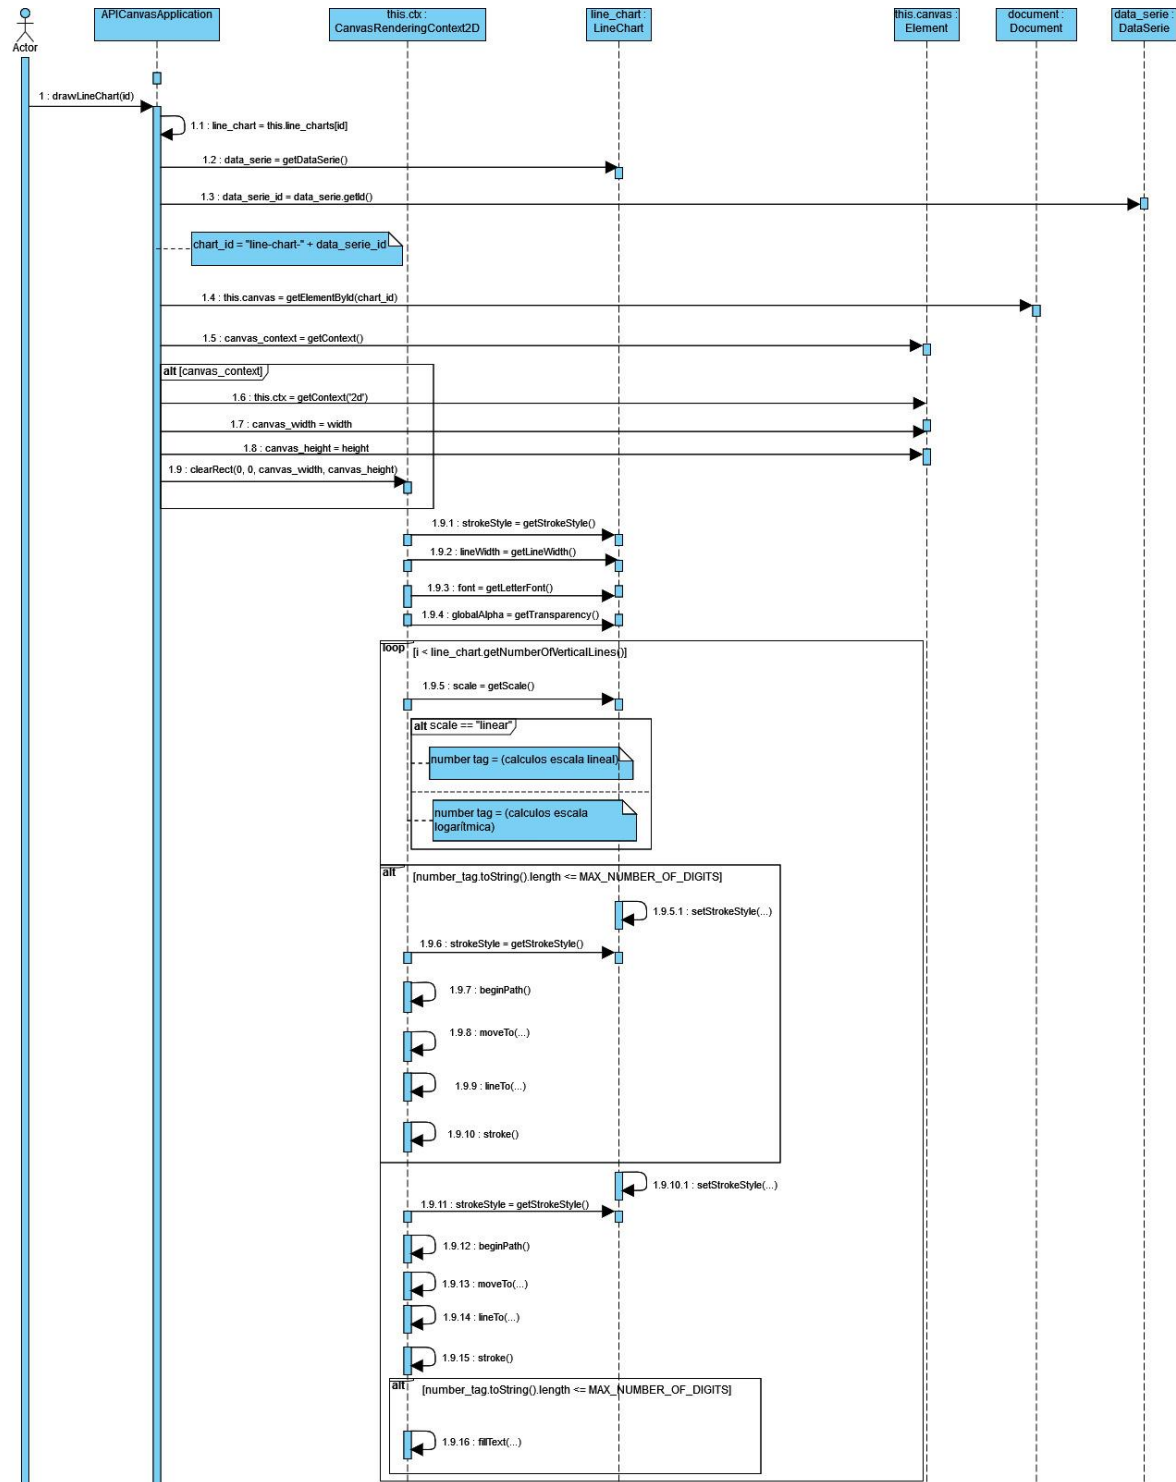 APICanvasApplication
this.ctx :
CanvasRenderingContext2D
line_chart :
LineChart
this.canvas :
Element
document :
Document
data_serie :
DataSerie
Actor
1 : drawLineChart(id)
1.1 : line_chart = this.line_charts[id]
1.2 : data_serie = getDataSerie()
1.3 : data_serie_id = data_serie.getId()
chart_id = "line-chart-" + data_serie_id
1.4 : this.canvas = getElementById(chart_id)
1.5 : canvas_context = getContext()
alt [canvas_context]
1.6 : this.ctx = getContext('2d')
1.7 : canvas_width = width
1.8 : canvas_height = height
1.9 : clearRect(0, 0, canvas_width, canvas_height)
1.9.1 : strokeStyle = getStrokeStyle()
1.9.2 : lineWidth = getLineWidth()
1.9.3 : font = getLetterFont()
1.9.4 : globalAlpha = getTransparency()
loop [i < line_chart.getNumberOfVerticalLines()]
1.9.5 : scale = getScale()
alt scale == "linear"
number tag = (calculos escala lineal)
number tag = (calculos escala
logarítmica)
alt [number_tag.toString().length <= MAX_NUMBER_OF_DIGITS]
1.9.5.1 : setStrokeStyle(...)
1.9.6 : strokeStyle = getStrokeStyle()
1.9.7 : beginPath()
1.9.8 : moveTo(...)
1.9.9 : lineTo(...)
1.9.10 : stroke()
1.9.10.1 : setStrokeStyle(...)
1.9.11 : strokeStyle = getStrokeStyle()
1.9.12 : beginPath()
1.9.13 : moveTo(...)
1.9.14 : lineTo(...)
1.9.15 : stroke()
alt [number_tag.toString().length <= MAX_NUMBER_OF_DIGITS]
1.9.16 : fillText(...)